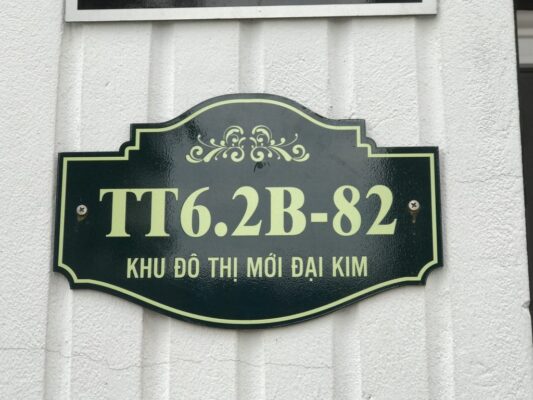 TT6.2B-82
KHU ĐÔ THỊ MỚI ĐẠI KIM